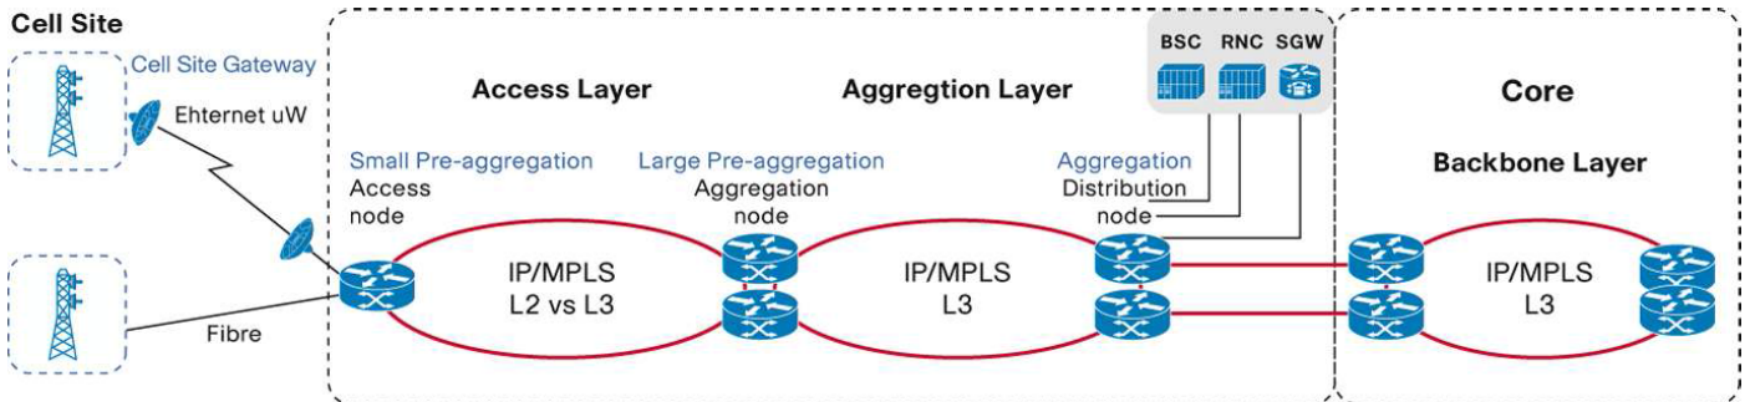 Cell Site
Cell Site Gateway
Ehternet uW
Fibre
Access Layer
Small Pre-aggregation
Access
node
IP/MPLS
L2 vs L3
Large Pre-aggregation
Aggregation
node
Aggregtion Layer
IP/MPLS
L3
Aggregation
Distribution
node
BSC RNC SGW
Core
Backbone Layer
IP/MPLS
L3